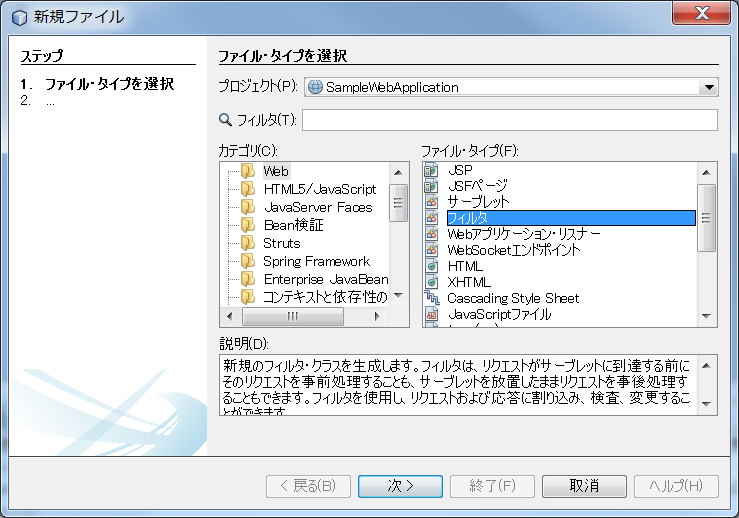 新規ファイル
ステップ
1. ファイル・タイプを選択
2. ...
ファイル・タイプを選択
プロジェクト(P): SampleWebApplication
フィルタ(T):
カテゴリ(C):
Web
HTML5/JavaScript
JavaServer Faces
Bean検証
Struts
Spring Framework
Enterprise JavaBean
コンテキストと依存性の
ファイル・タイプ(F):
JSP
JSFページ
サーブレット
フィルタ
Webアプリケーション・リスナー
WebSocketエンドポイント
HTML
XHTML
Cascading Style Sheet
JavaScriptファイル
説明(D):
新規のフィルタ・クラスを生成します。フィルタは、リクエストがサーブレットに到達する前に
そのリクエストを事前処理することも、サーブレットを放置したままリクエストを事後処理す
ることもできます。フィルタを使用し、リクエストおよび応答に割り込み、検査、変更するこ
とができます。
< 戻る(B)
次 >
終了(F)
取消
ヘルプ(H)